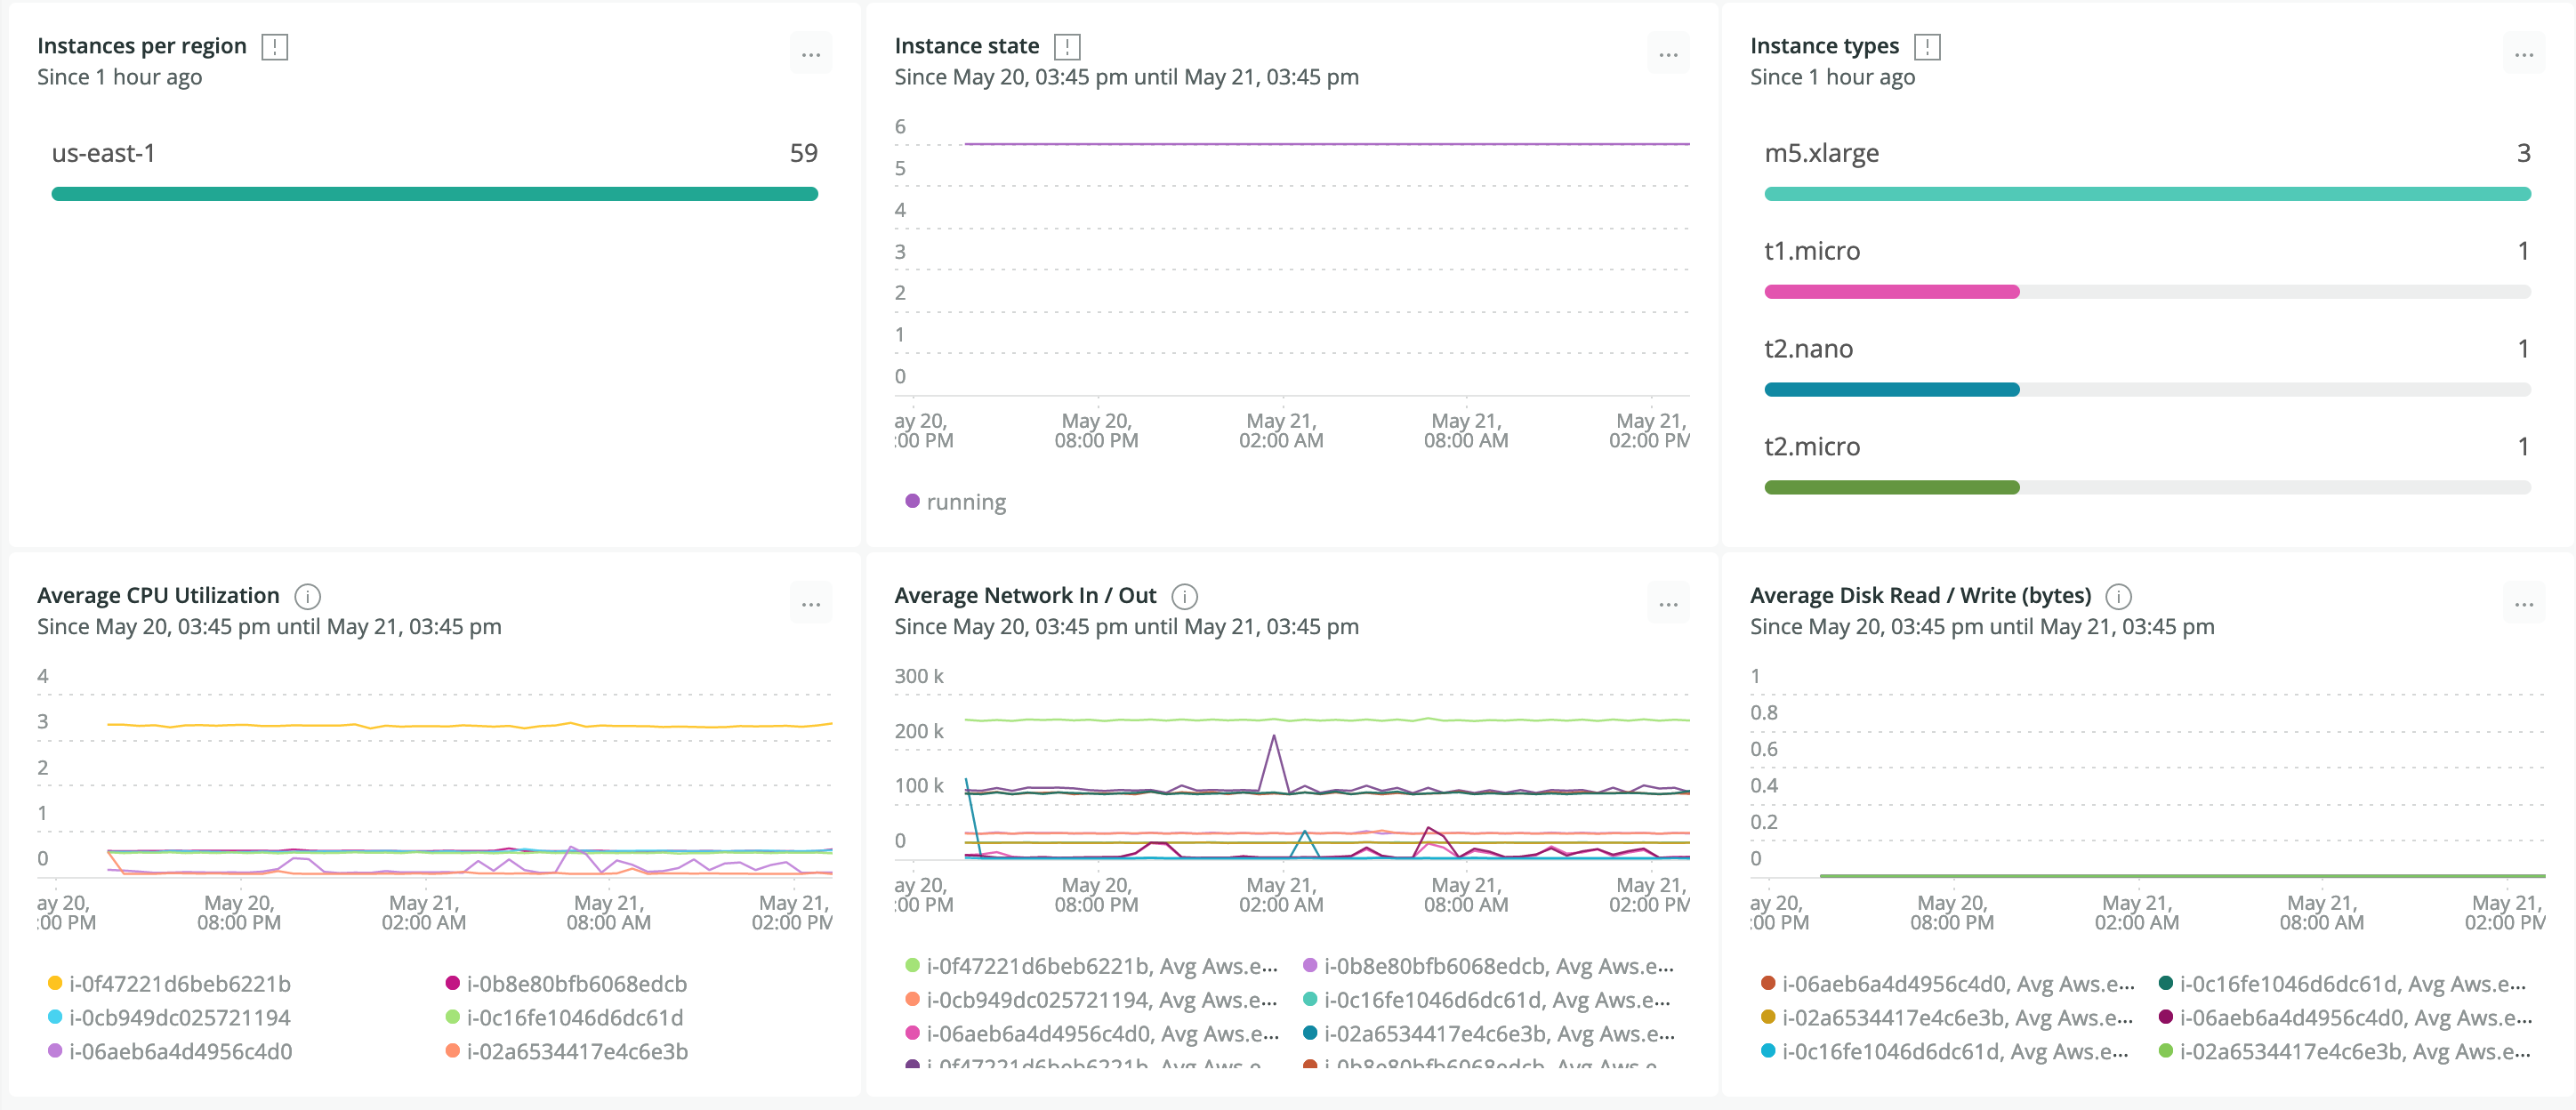 Instances per region
Since 1 hour ago
us-east-1 59
Instance state
Since May 20, 03:45 pm until May 21, 03:45 pm
6
5
4
3
2
1
0
ay 20, May 20, May 21, May 21, May 21,
:00 PM 08:00 PM 02:00 AM 08:00 AM 02:00 PM
running
Instance types
Since 1 hour ago
m5.xlarge 3
t1.micro 1
t2.nano 1
t2.micro 1
Average CPU Utilization
Since May 20, 03:45 pm until May 21, 03:45 pm
4
3
2
1
0
ay 20, May 20, May 21, May 21, May 21,
:00 PM 08:00 PM 02:00 AM 08:00 AM 02:00 PM
i-0f47221d6beb6221b i-0b8e80bfb6068edcb
i-0cb949dc025721194 i-0c16fe1046d6dc61d
i-06aeb6a4d4956c4d0 i-02a6534417e4c6e3b
Average Network In / Out
Since May 20, 03:45 pm until May 21, 03:45 pm
300 k
200 k
100 k
0
ay 20, May 20, May 21, May 21, May 21,
:00 PM 08:00 PM 02:00 AM 08:00 AM 02:00 PM
i-0f47221d6beb6221b, Avg Aws.e... i-0b8e80bfb6068edcb, Avg Aws.e...
i-0cb949dc025721194, Avg Aws.e... i-0c16fe1046d6dc61d, Avg Aws.e...
i-06aeb6a4d4956c4d0, Avg Aws.e... i-02a6534417e4c6e3b, Avg Aws.e...
i-0f47221d6beb6221b, Avg Aws.e i-0b8e80bfb6068edcb, Avg Aws.e
Average Disk Read / Write (bytes)
Since May 20, 03:45 pm until May 21, 03:45 pm
1
0.8
0.6
0.4
0.2
0
ay 20, May 20, May 21, May 21, May 21,
:00 PM 08:00 PM 02:00 AM 08:00 AM 02:00 PM
i-06aeb6a4d4956c4d0, Avg Aws.e... i-0c16fe1046d6dc61d, Avg Aws.e...
i-02a6534417e4c6e3b, Avg Aws.e... i-06aeb6a4d4956c4d0, Avg Aws.e...
i-0c16fe1046d6dc61d, Avg Aws.e... i-02a6534417e4c6e3b, Avg Aws.e...